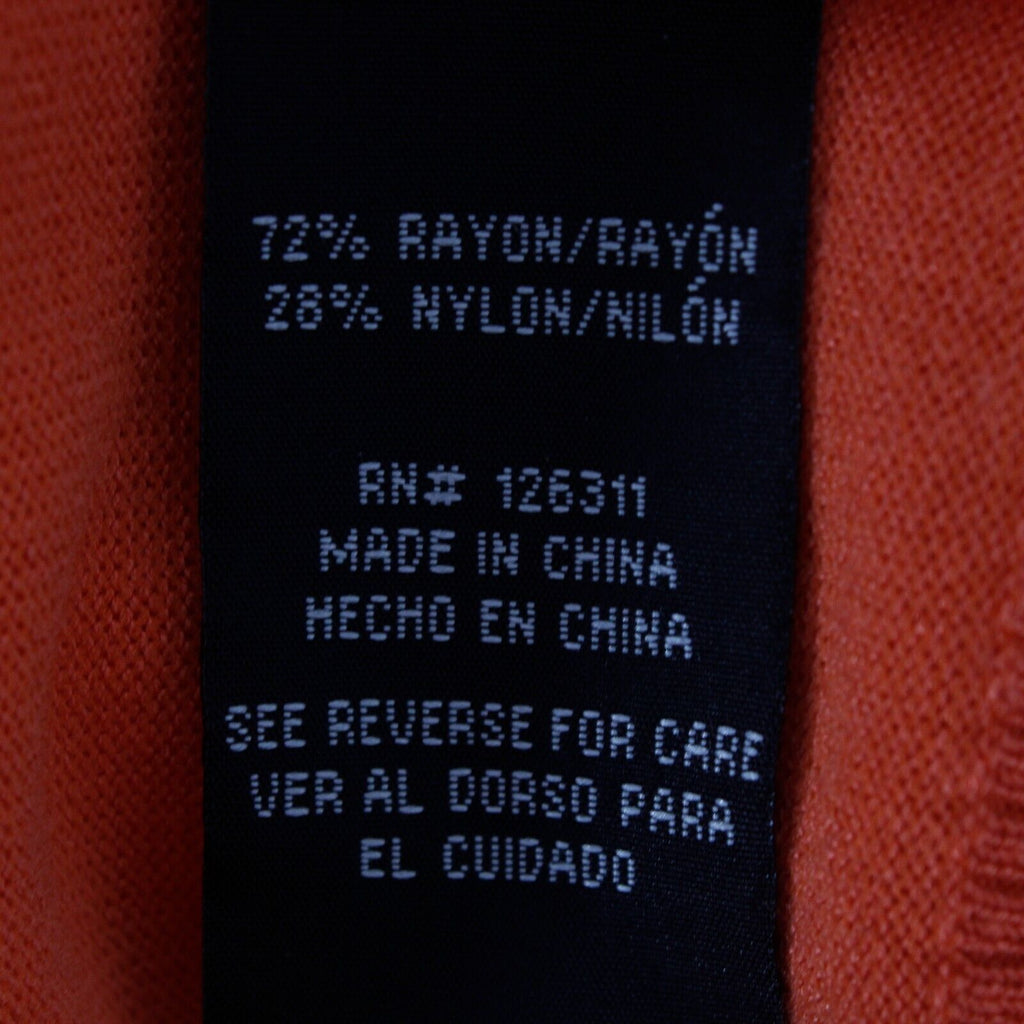 72% RAYON/RAYÓN
28% NYLON/NILÓN
RN# 126311
MADE IN CHINA
HECHO EN CHINA
SEE REVERSE FOR CARE
VER AL DORSO PARA
EL CUIDADO